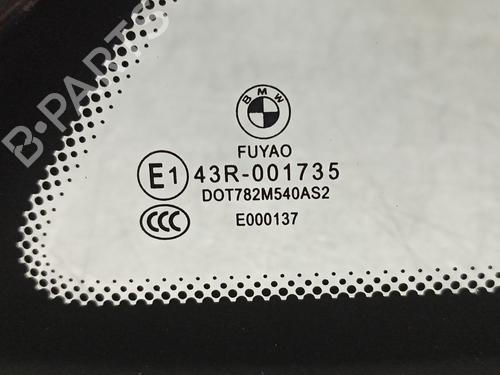 B-PARTS
BMW
FUYAO
E1 43R-001735
DOT782M540AS2
CCC E000137